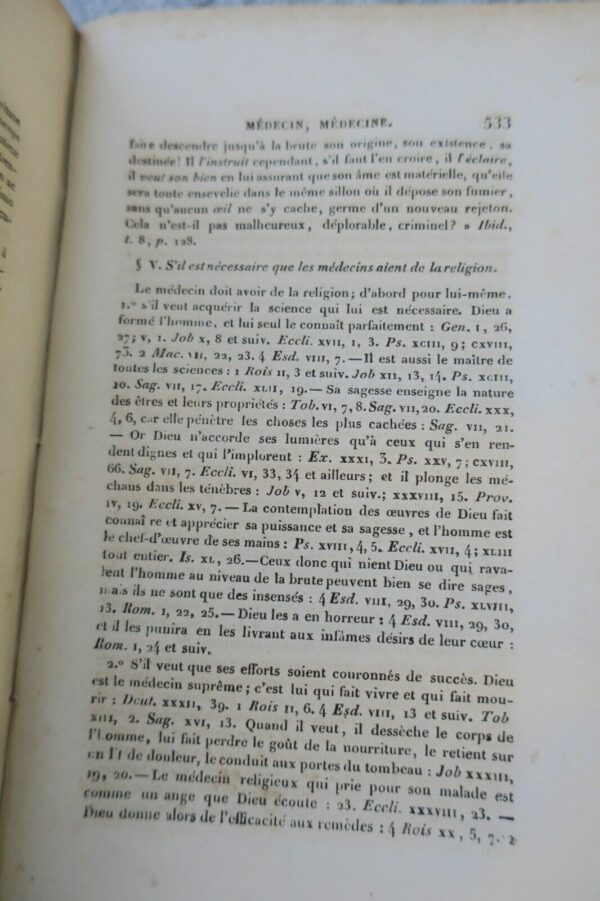 MÉDECIN, MÉDECINE. 533
faire descendre jusqu'à la brute son origine, son existence, sa
destinée! Il l'instruit cependant, s'il faut l'en croire, il l'éclaire,
il veut son bien en lui assurant que son âme est matérielle, qu'elle
sera toute ensevelie dans le même sillon où il dépose son fumier,
sans qu'aucun œil ne s'y cache, germe d'un nouveau rejeton.
Cela n'est-il pas malheureux, déplorable, criminel? » Ibid.,
t. 8, p. 128.
§ V. S'il est nécessaire que les médecins aient de la religion.
Le médecin doit avoir de la religion; d'abord pour lui-même,
1.º s'il veut acquérir la science qui lui est nécessaire. Dieu a
formé l'homme, et lui seul le connaît parfaitement : Gen. 1, 26,
27; v, 1. Job x, 8 et suiv. Eccli. xvii, 1, 3. Ps. xciii, 9; cxviii,
73. 2 Mac. vii, 22, 23. 4 Esd. viii, 7.—Il est aussi le maître de
toutes les sciences : 1 Rois ii, 3 et suiv. Job xii, 13, 14. Ps. xciii,
10. Sag. vii, 17. Eccli. xlii, 19.— Sa sagesse enseigne la nature
des êtres et leurs propriétés : Tob. vi, 7, 8. Sag. vii, 20. Eccli. xxx,
4, 6, car elle pénètre les choses les plus cachées : Sag. vii, 21.
— Or Dieu n'accorde ses lumières qu'à ceux qui s'en ren-
dent dignes et qui l'implorent : Ex. xxxi, 3. Ps. xxv, 7; cxviii,
66. Sag. vii, 7. Eccli. vi, 33, 34 et ailleurs; et il plonge les mé-
chans dans les ténèbres : Job v, 12 et suiv.; xxxviii, 15. Prov.
iv, 19. Eccli. xv, 7. — La contemplation des œuvres de Dieu fait
connaî re et apprécier sa puissance et sa sagesse, et l'homme est
le chef-d'œuvre de ses mains : Ps. xviii, 4, 5. Eccli. xvii, 4; xliii
tout entier. Is. xl, 26.—Ceux donc qui nient Dieu ou qui rava-
lent l'homme au niveau de la brute peuvent bien se dire sages,
mais ils ne sont que des insensés : 4 Esd. viii, 29, 30. Ps. xlviii,
13. Rom. 1, 22, 25.—Dieu les a en horreur : 4 Esd. viii, 29, 30,
et il les punira en les livrant aux infâmes désirs de leur cœur :
Rom. 1, 24 et suiv.
2.º S'il veut que ses efforts soient couronnés de succès. Dieu
est le médecin suprême; c'est lui qui fait vivre et qui fait mou-
rir : Deut. xxxii, 39. 1 Rois ii, 6. 4 Esd. viii, 13 et suiv. Tob
xiii, 2. Sag. xvi, 13. Quand il veut, il dessèche le corps de
l'homme, lui fait perdre le goût de la nourriture, le retient sur
un lit de douleur, le conduit aux portes du tombeau : Job xxxiii,
19, 20.— Le médecin religieux qui prie pour son malade est
comme un ange que Dieu écoute : 23. Eccli. xxxviii, 23. —
Dieu donne alors de l'efficacité aux remèdes : 4 Rois xx, 5, 7. 2